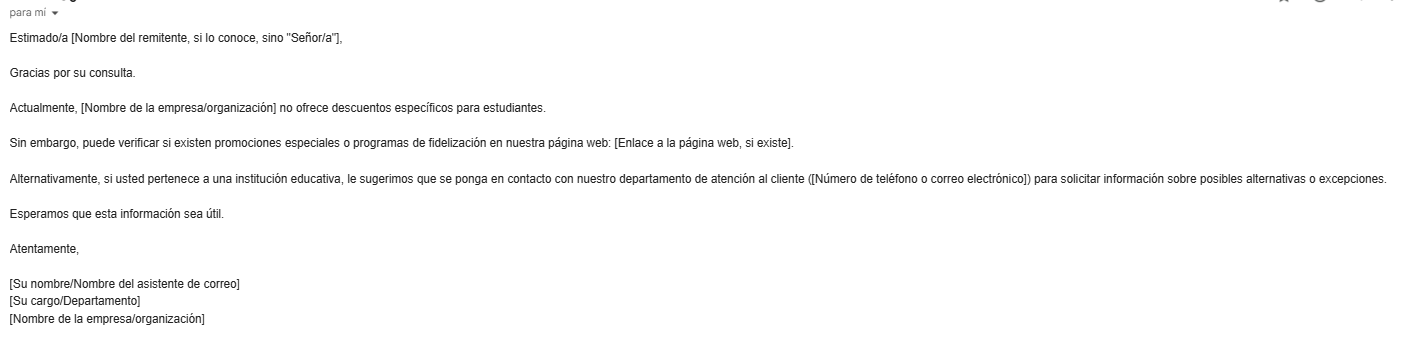 para mí
Estimado/a [Nombre del remitente, si lo conoce, sino "Señor/a"],
Gracias por su consulta.
Actualmente, [Nombre de la empresa/organización] no ofrece descuentos específicos para estudiantes.
Sin embargo, puede verificar si existen promociones especiales o programas de fidelización en nuestra página web: [Enlace a la página web, si existe].
Alternativamente, si usted pertenece a una institución educativa, le sugerimos que se ponga en contacto con nuestro departamento de atención al cliente ([Número de teléfono o correo electrónico]) para solicitar información sobre posibles alternativas o excepciones.
Esperamos que esta información sea útil.
Atentamente,
[Su nombre/Nombre del asistente de correo]
[Su cargo/Departamento]
[Nombre de la empresa/organización]